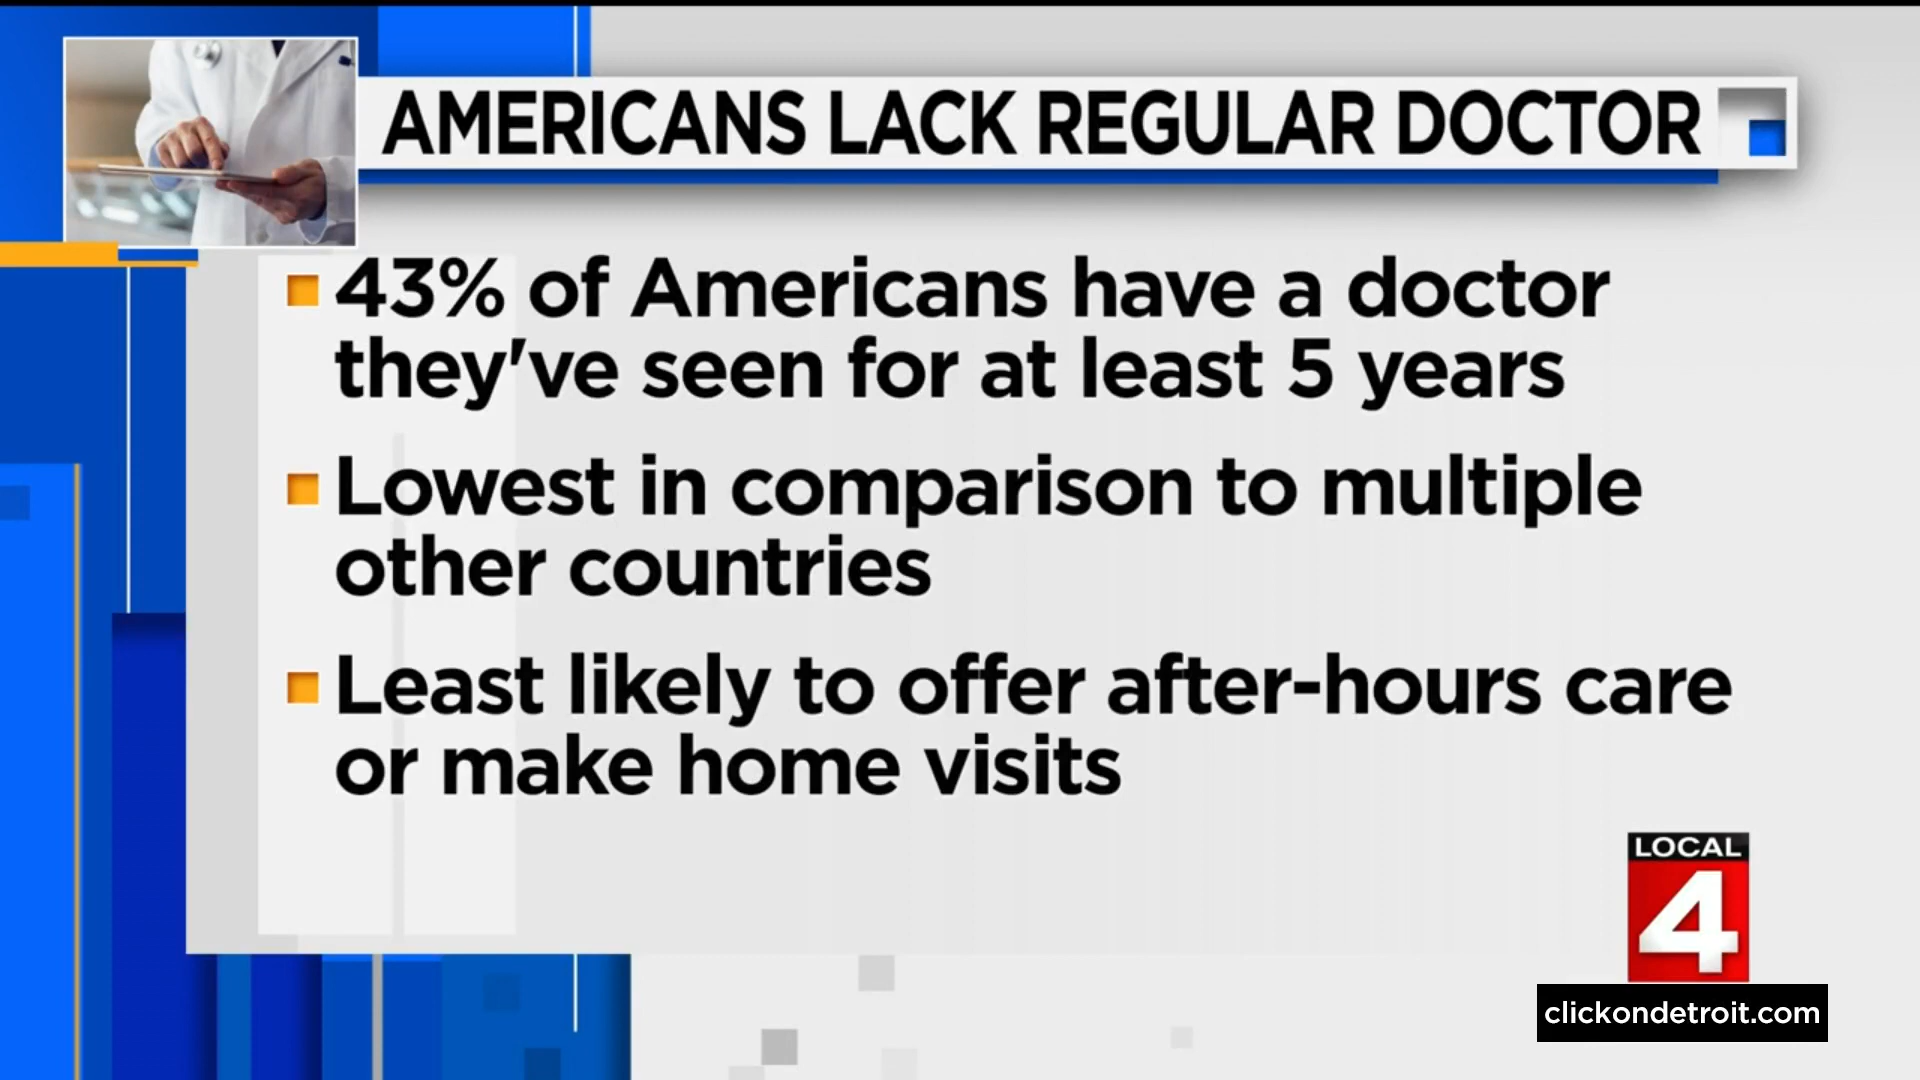 AMERICANS LACK REGULAR DOCTOR
43% of Americans have a doctor
they've seen for at least 5 years
Lowest in comparison to multiple
other countries
Least likely to offer after-hours care
or make home visits
LOCAL
4
clickondetroit.com